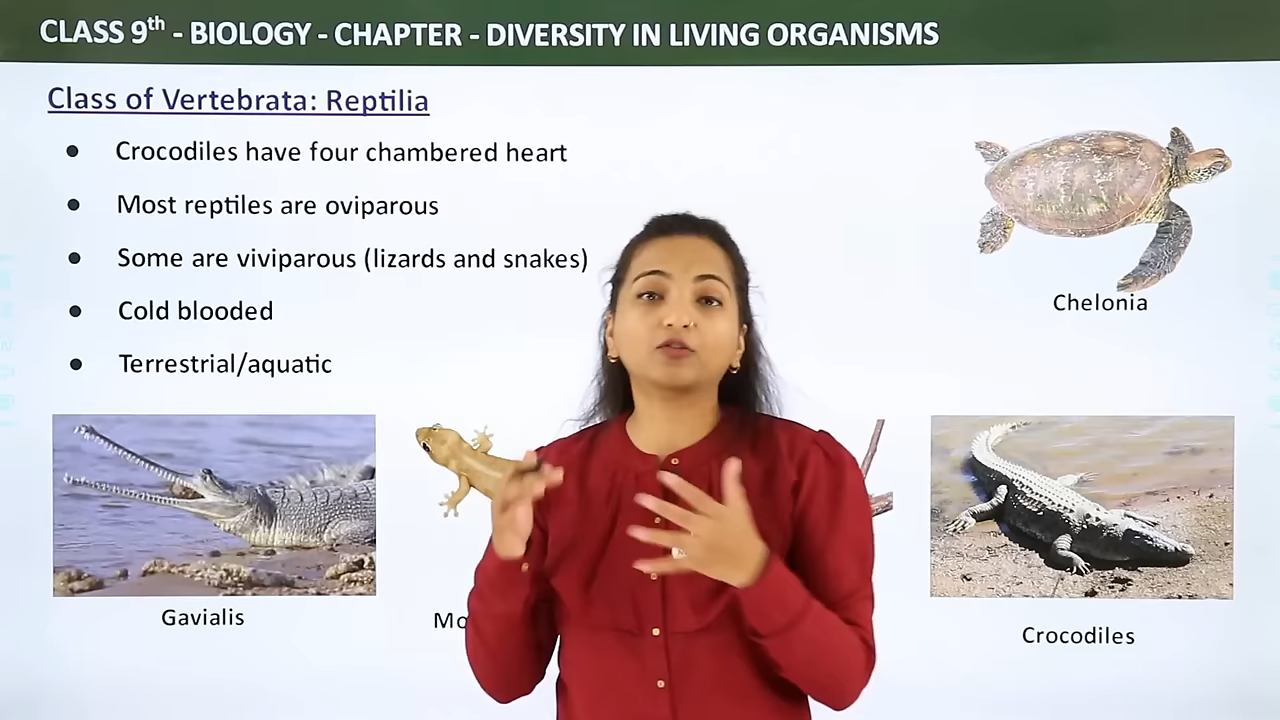 CLASS 9th - BIOLOGY - CHAPTER - DIVERSITY IN LIVING ORGANISMS
Class of Vertebrata: Reptilia
● Crocodiles have four chambered heart
● Most reptiles are oviparous
● Some are viviparous (lizards and snakes)
● Cold blooded
● Terrestrial/aquatic
Chelonia
Gavialis
Crocodiles